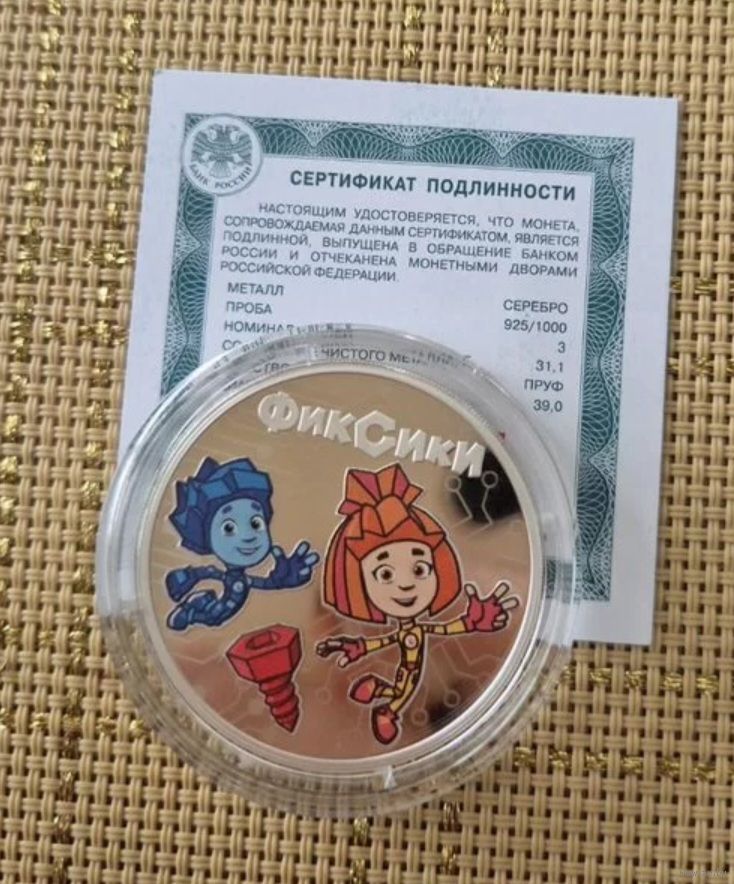 БАНК РОССИИ
СЕРТИФИКАТ ПОДЛИННОСТИ
НАСТОЯЩИМ УДОСТОВЕРЯЕТСЯ, ЧТО МОНЕТА,
СОПРОВОЖДАЕМАЯ ДАННЫМ СЕРТИФИКАТОМ, ЯВЛЯЕТСЯ
ПОДЛИННОЙ, ВЫПУЩЕНА В ОБРАЩЕНИЕ БАНКОМ
РОССИИ И ОТЧЕКАНЕНА МОНЕТНЫМИ ДВОРАМИ
РОССИЙСКОЙ ФЕДЕРАЦИИ.
МЕТАЛЛ СЕРЕБРО
ПРОБА 925/1000
НОМИНА 3
ЧИСТОГО 31,1
ПРУФ
39,0
ФиКСиКи